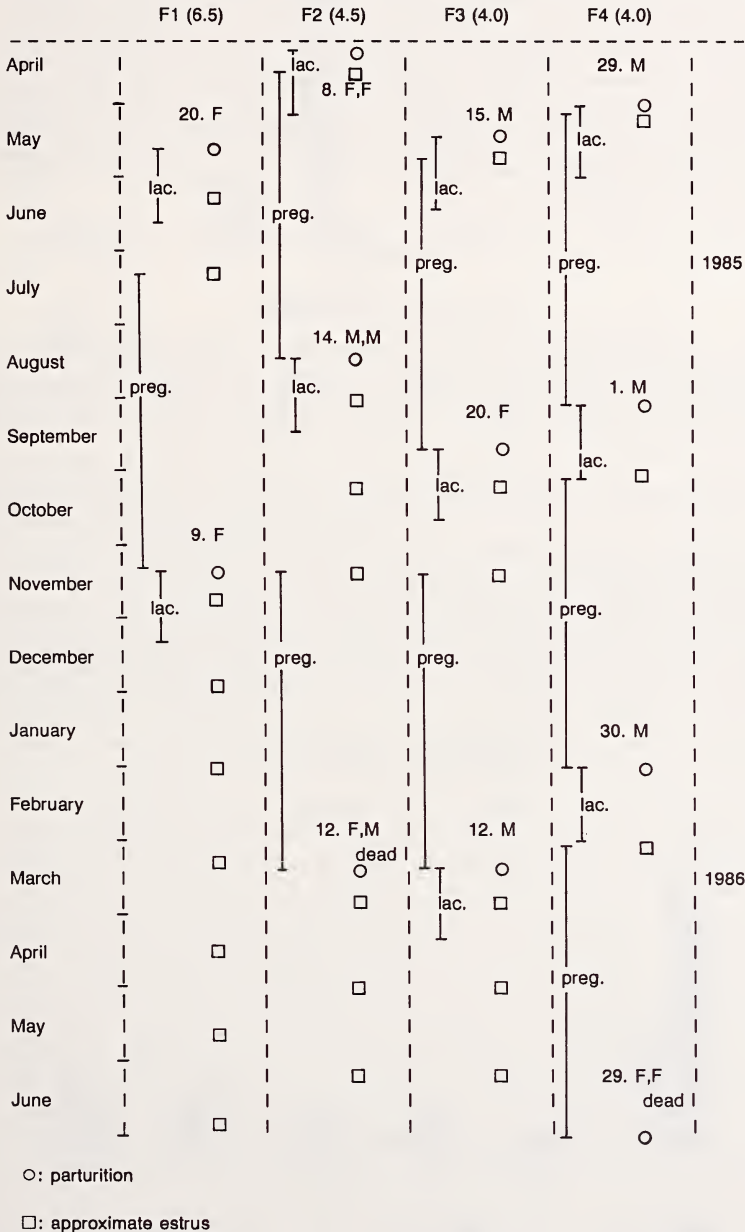 F1 (6.5) F2 (4.5) F3 (4.0) F4 (4.0)
April lac. 29. M
8. F,F
20. F 15. M
May lac. lac. lac.
June preg.
preg. preg. 1985
July
14. M,M
August preg. lac. 1. M
20. F
September lac.
October lac.
9. F
November lac. preg.
December preg. preg.
January 30. M
February lac.
12. F,M 12. M
dead
March lac. 1986
April preg.
May
29. F,F
June dead
O: parturition
□: approximate estrus